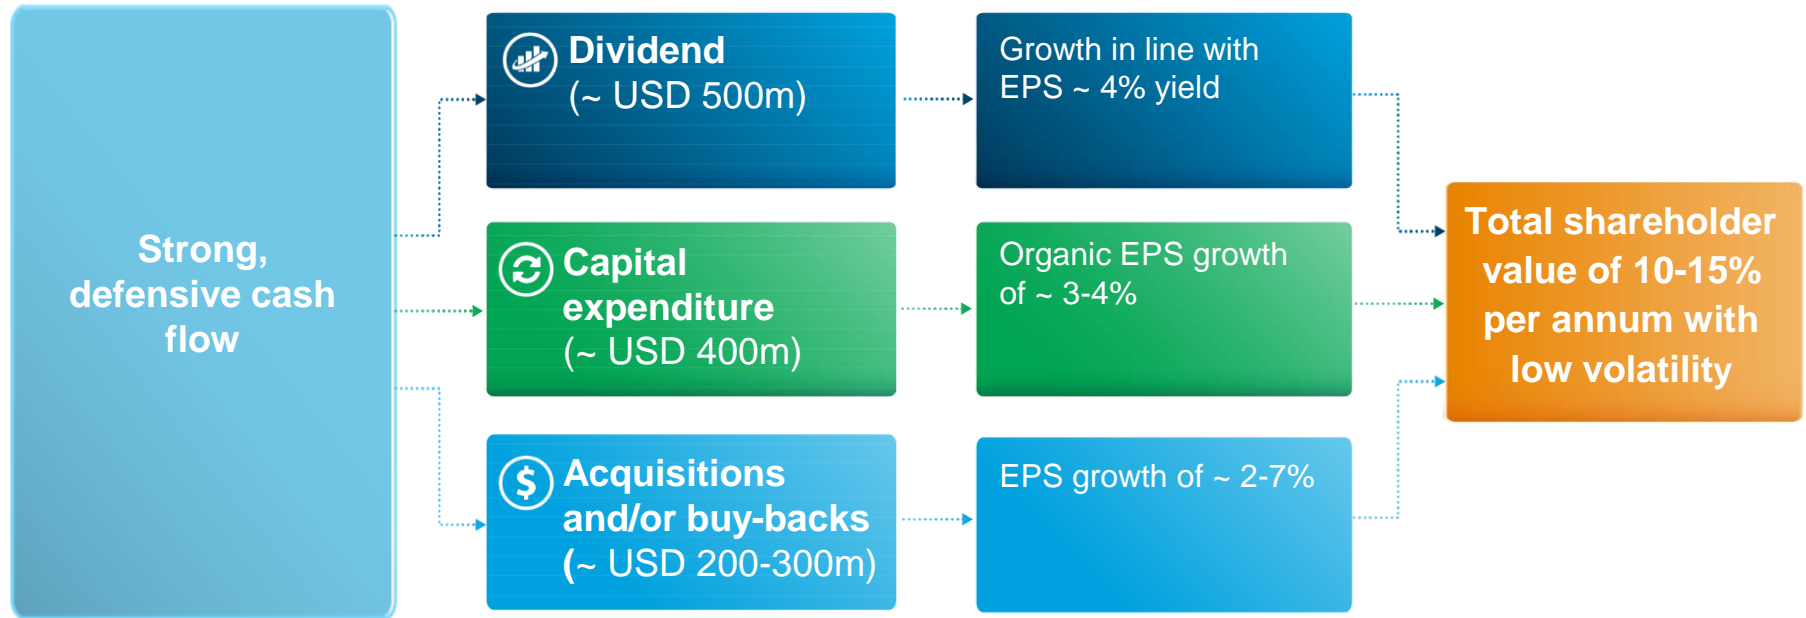 Strong,
defensive cash
flow
Dividend
(~ USD 500m)
Growth in line with
EPS ~ 4% yield
Capital
expenditure
(~ USD 400m)
Organic EPS growth
of ~ 3-4%
$
Acquisitions
and/or buy-backs
(~ USD 200-300m)
EPS growth of ~ 2-7%
Total shareholder
value of 10-15%
per annum with
low volatility